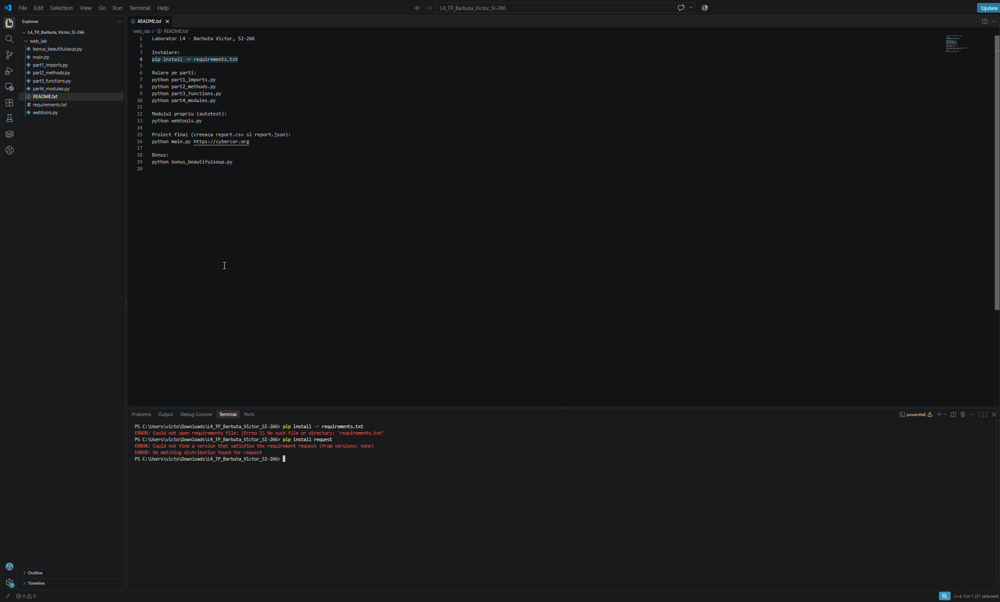 File Edit Selection View Go Run Terminal Help
L4_TP_Barbuta_Victor_SI-266
Update
Explorer
L4_TP_Barbuta_Victor_SI-266
web_lab
bonus_beautifulsoup.py
main.py
part1_imports.py
part2_methods.py
part3_functions.py
part4_modules.py
README.txt
requirements.txt
webtools.py
Outline
Timeline
README.txt
web_lab > README.txt
1 Laborator L4 - Barbuta Victor, SI-266
2
3 Instalare:
4 pip install -r requirements.txt
5
6 Rulare pe parti:
7 python part1_imports.py
8 python part2_methods.py
9 python part3_functions.py
10 python part4_modules.py
11
12 Modulul propriu (autotest):
13 python webtools.py
14
15 Proiect final (creeaza report.csv si report.json):
16 python main.py https://cybercor.org
17
18 Bonus:
19 python bonus_beautifulsoup.py
20
Problems Output Debug Console Terminal Ports
powershell
PS C:\Users\victo\Downloads\L4_TP_Barbuta_Victor_SI-266> pip install -r requirements.txt
ERROR: Could not open requirements file: [Errno 2] No such file or directory: 'requirements.txt'
PS C:\Users\victo\Downloads\L4_TP_Barbuta_Victor_SI-266> pip install request
ERROR: Could not find a version that satisfies the requirement request (from versions: none)
ERROR: No matching distribution found for request
PS C:\Users\victo\Downloads\L4_TP_Barbuta_Victor_SI-266>
1
0 0
Ln 4, Col 1 (31 selected)